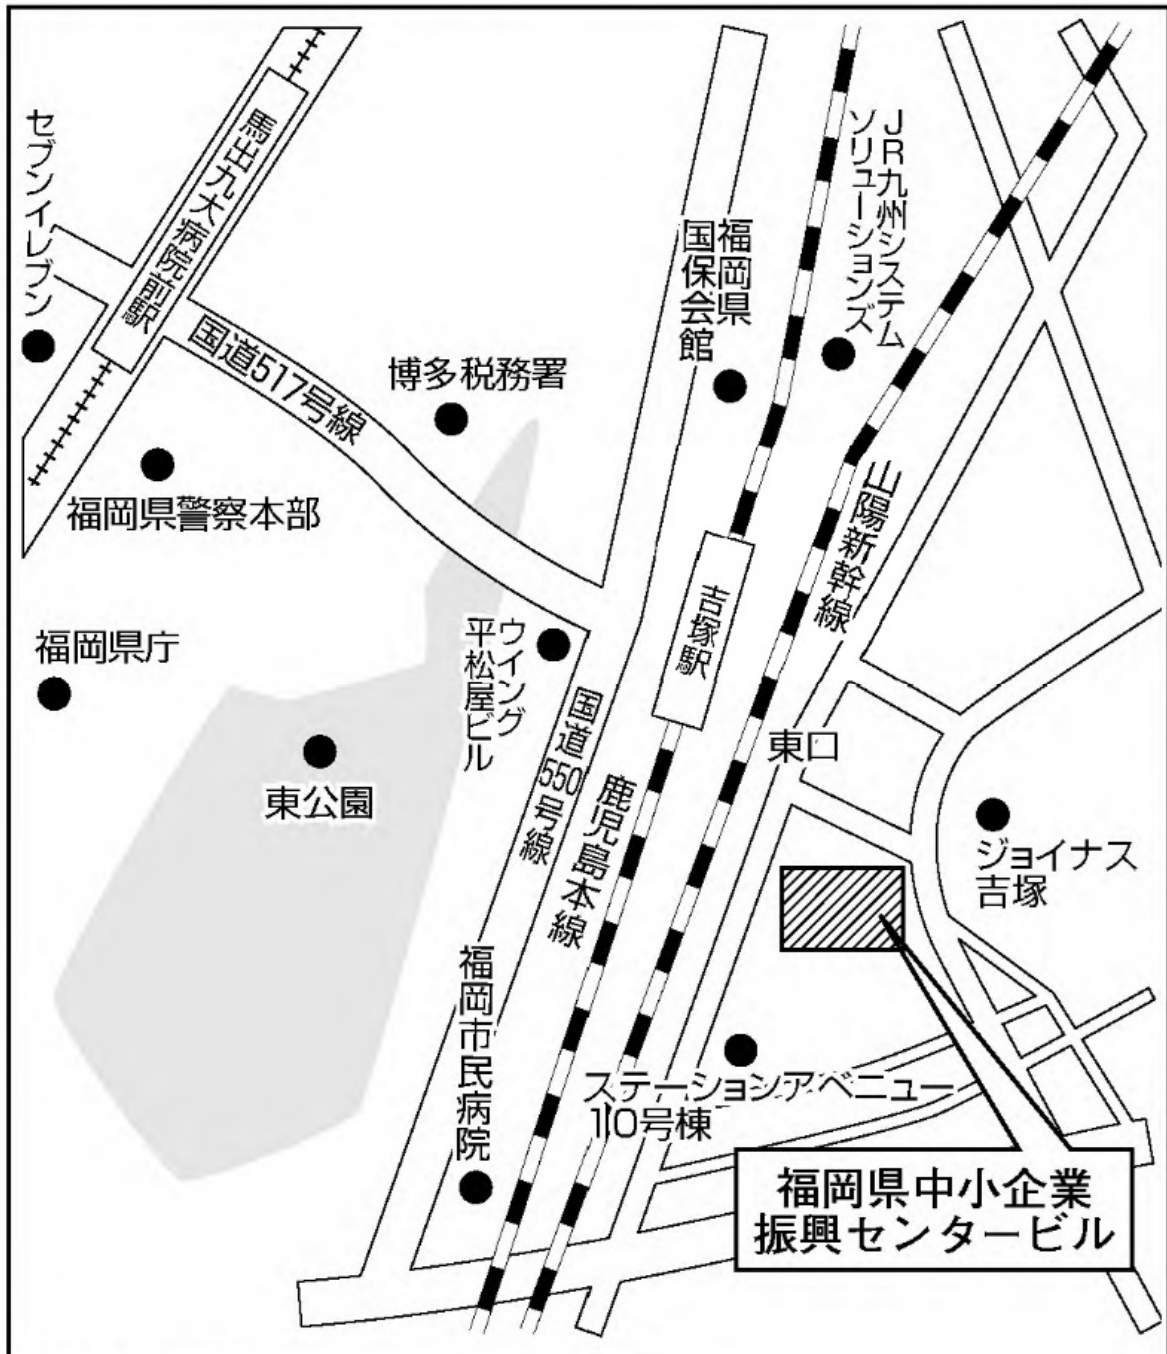 セブンイレブン
馬出九大病院前駅
国道517号線
博多税務署
福岡県
国保会館
JR九州システム
ソリューションズ
福岡県警察本部
山陽新幹線
吉塚駅
福岡県庁
ウイング
平松屋ビル
国道550号線
東口
東公園
鹿児島本線
ジョイナス
吉塚
福岡市民病院
ステーションアベニュー
10号棟
福岡県中小企業
振興センタービル